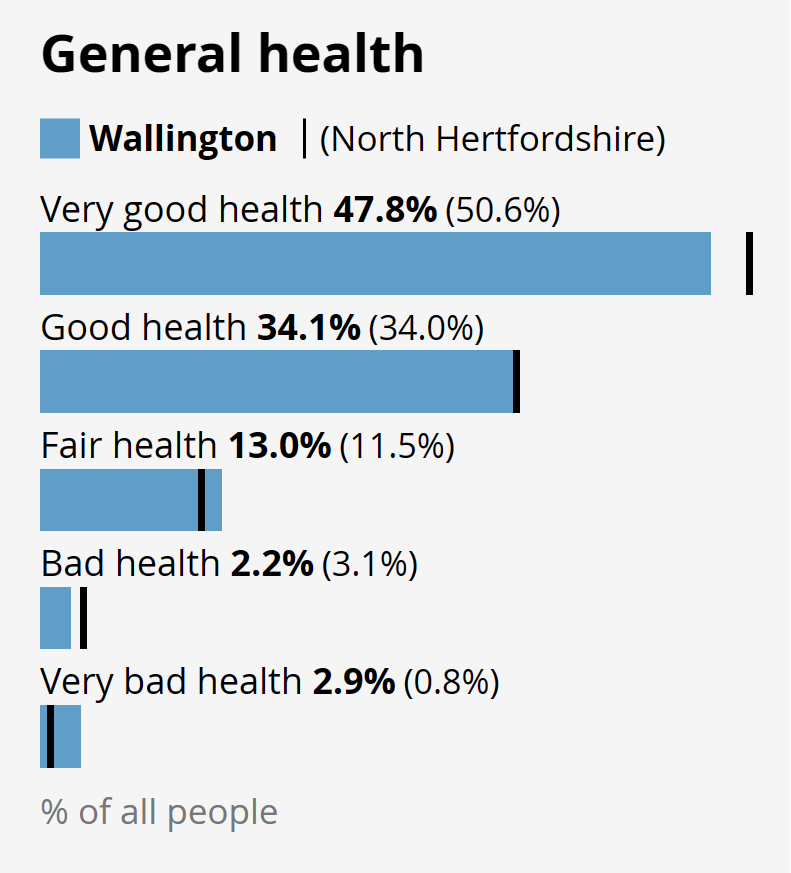 General health
Wallington (North Hertfordshire)
Very good health 47.8% (50.6%)
Good health 34.1% (34.0%)
Fair health 13.0% (11.5%)
Bad health 2.2% (3.1%)
Very bad health 2.9% (0.8%)
% of all people